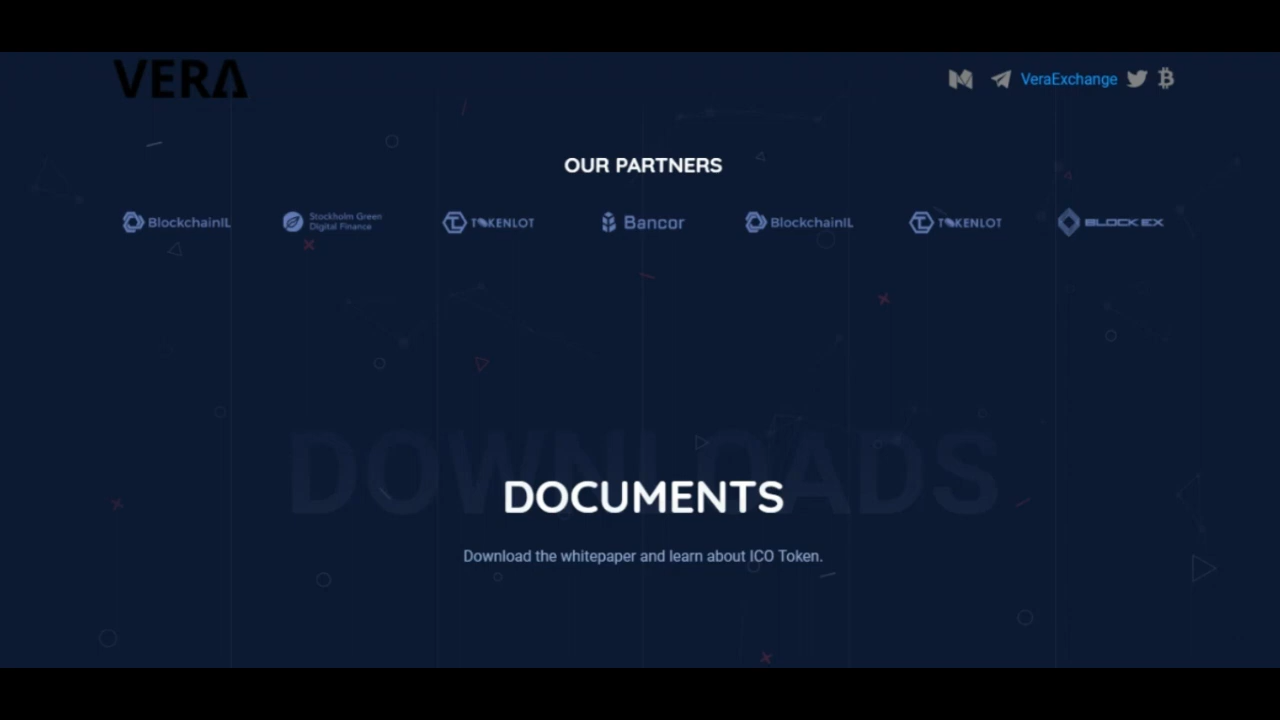 VERA
VeraExchange
OUR PARTNERS
BlockchainIL
Stockholm Green
Digital Finance
TOKENLOT
Bancor
BlockchainIL
TOKENLOT
BLOCK EX
DOWNLOADS
DOCUMENTS
Download the whitepaper and learn about ICO Token.